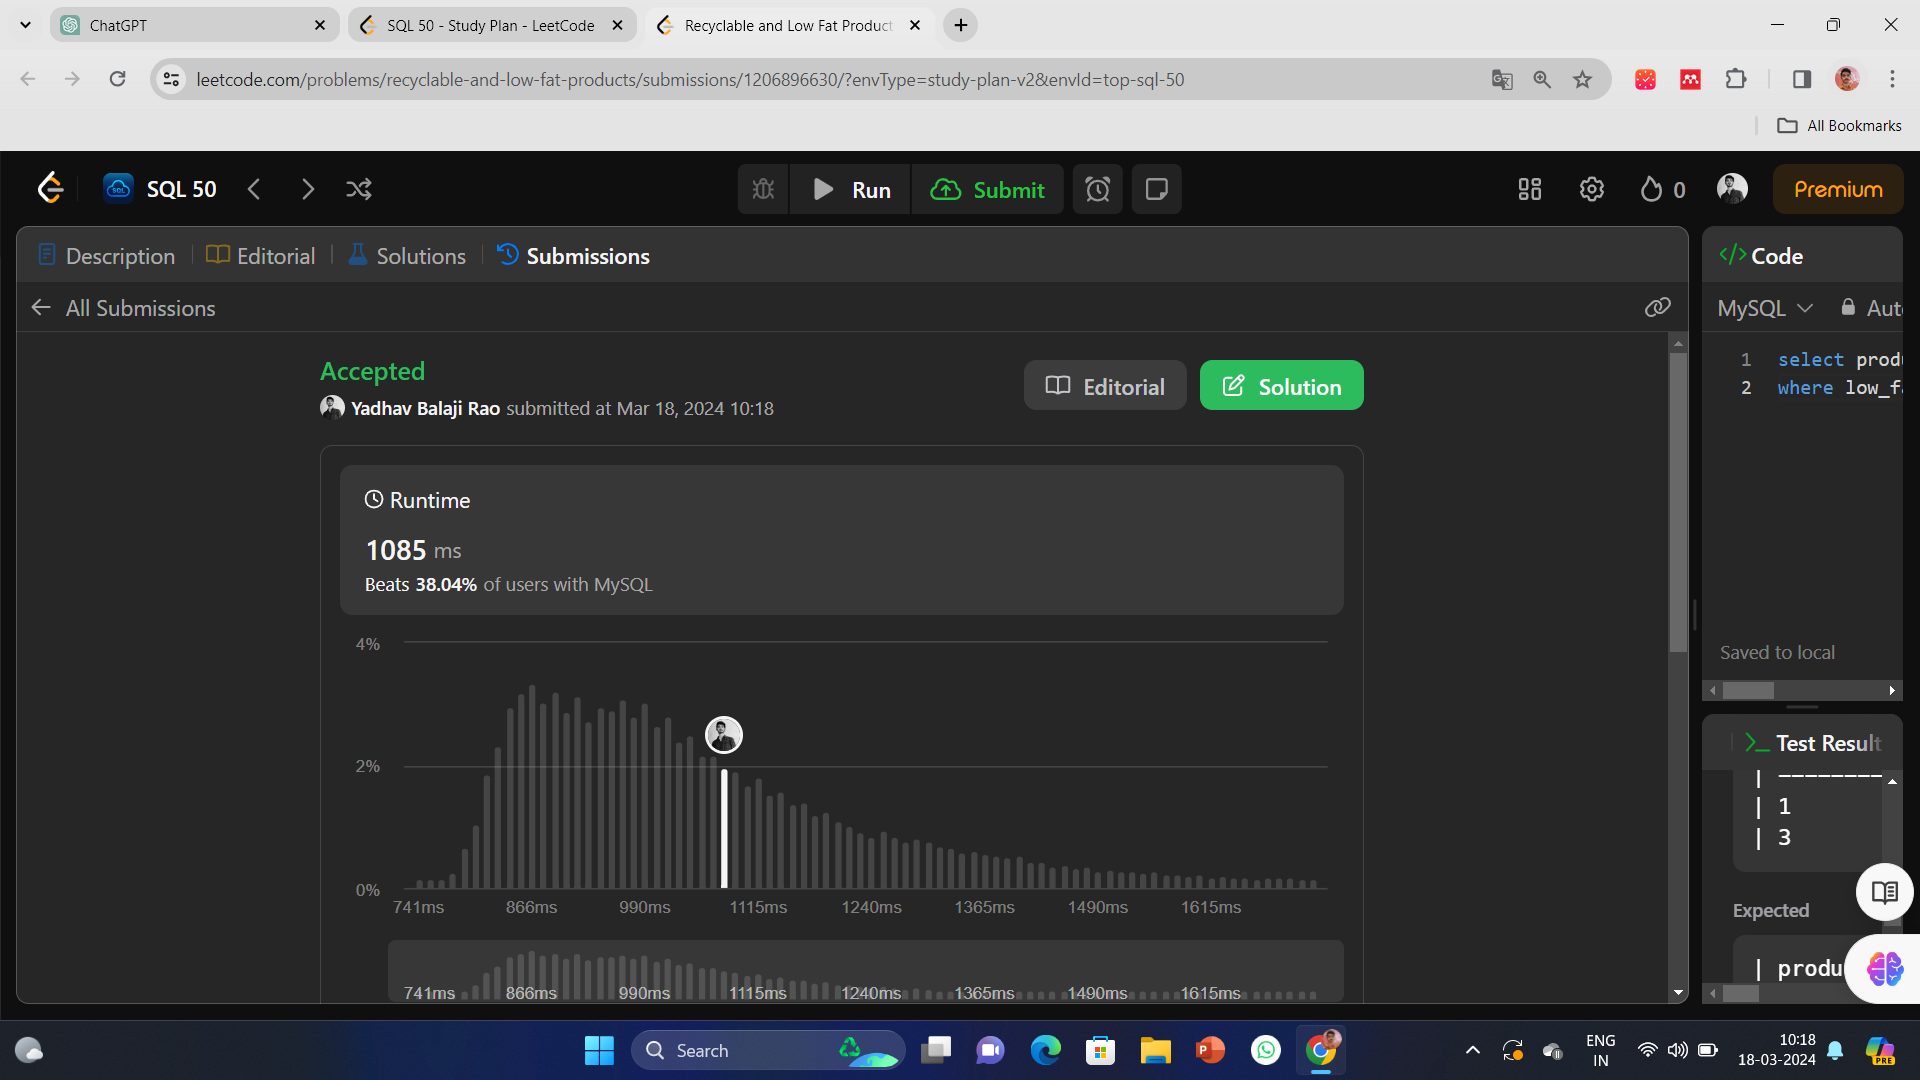 ChatGPT
SQL 50 - Study Plan - LeetCode
Recyclable and Low Fat Product
leetcode.com/problems/recyclable-and-low-fat-products/submissions/1206896630/?envType=study-plan-v2&envId=top-sql-50
All Bookmarks
SQL 50
Run
Submit
0
Premium
Description
Editorial
Solutions
Submissions
All Submissions
Accepted
Yadhav Balaji Rao submitted at Mar 18, 2024 10:18
Editorial
Solution
Runtime
1085 ms
Beats 38.04% of users with MySQL
4%
2%
0%
741ms 866ms 990ms 1115ms 1240ms 1365ms 1490ms 1615ms
741ms 866ms 990ms 1115ms 1240ms 1365ms 1490ms 1615ms
</> Code
MySQL
Aut
1 select produ
2 where low_fa
Saved to local
>_ Test Result
| ---------
| 1
| 3
Expected
| produ
Search
ENG
IN
10:18
18-03-2024
PRE